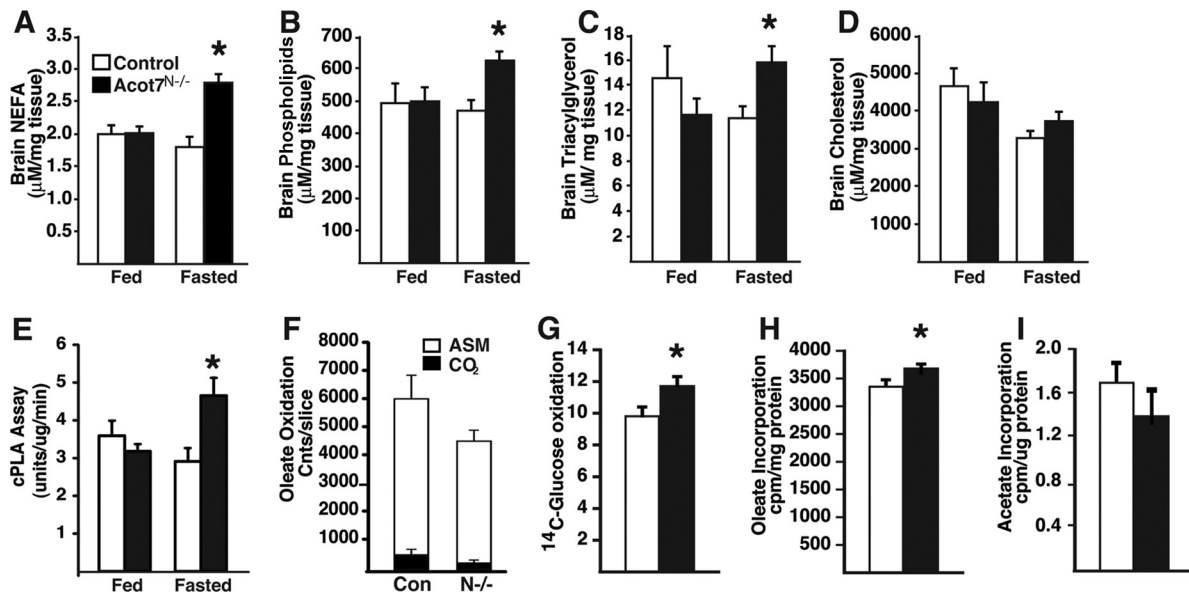 A
Brain NEFA
(μM/mg tissue)
3.5
3.0
2.5
2.0
1.5
1.0
0.5
Control
Acot7N-/-
*
Fed
Fasted
B
Brain Phospholipids
(μM/mg tissue)
700
600
500
400
300
200
100
*
Fed
Fasted
C
Brain Triacylglycerol
(μM/ mg tissue)
18
16
14
12
10
8
6
4
2
*
Fed
Fasted
D
Brain Cholesterol
(μM/mg tissue)
6000
5000
4000
3000
2000
1000
Fed
Fasted
E
cPLA Assay
(units/ug/min)
6
5
4
3
2
1
*
Fed
Fasted
F
Oleate Oxidation
Cnts/slice
8000
7000
6000
5000
4000
3000
2000
1000
ASM
CO2
Con
N-/-
G
14C-Glucose oxidation
14
12
10
8
6
4
2
*
H
Oleate Incorporation
cpm/mg protein
4000
3500
3000
2500
2000
1500
1000
500
*
I
Acetate Incorporation
cpm/ug protein
2.0
1.6
1.2
0.8
0.4